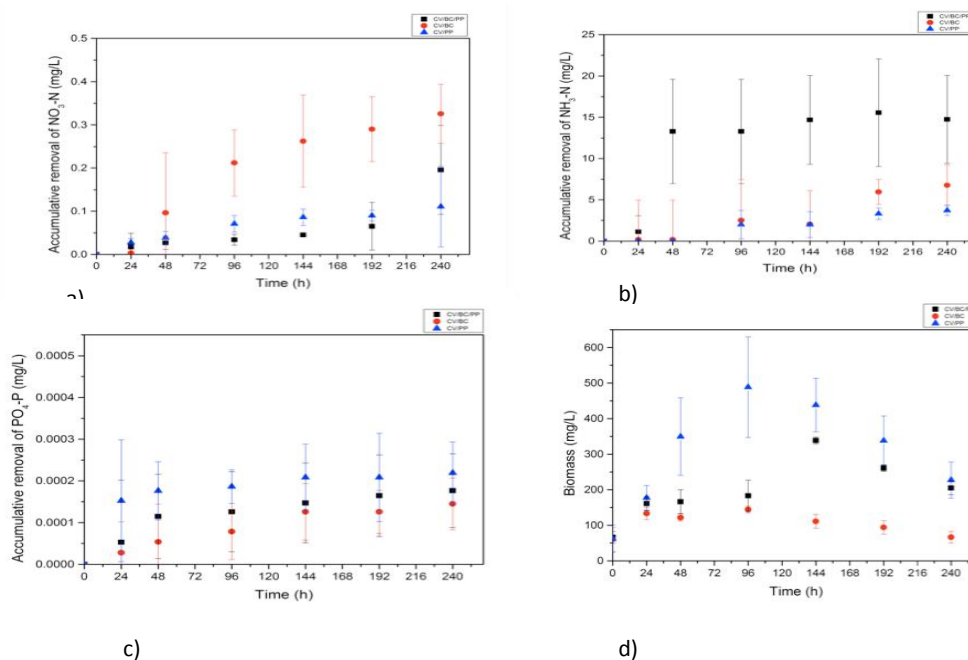 CV/BC/PP
CV/BC
CV/PP
Accumulative removal of NO3-N (mg/L)
0.5
0.4
0.3
0.2
0.1
0.0
0 24 48 72 96 120 144 168 192 216 240
Time (h)
a)
CV/BC/PP
CV/BC
CV/PP
Accumulative removal of NH3-N (mg/L)
30
25
20
15
10
5
0
0 24 48 72 96 120 144 168 192 216 240
Time (h)
b)
CV/BC/PP
CV/BC
CV/PP
Accumulative removal of PO4-P (mg/L)
0.0005
0.0004
0.0003
0.0002
0.0001
0.0000
0 24 48 72 96 120 144 168 192 216 240
Time (h)
c)
CV/BC/P
CV/BC
CV/PP
Biomass (mg/L)
600
500
400
300
200
100
0
0 24 48 72 96 120 144 168 192 216 240
Time (h)
d)